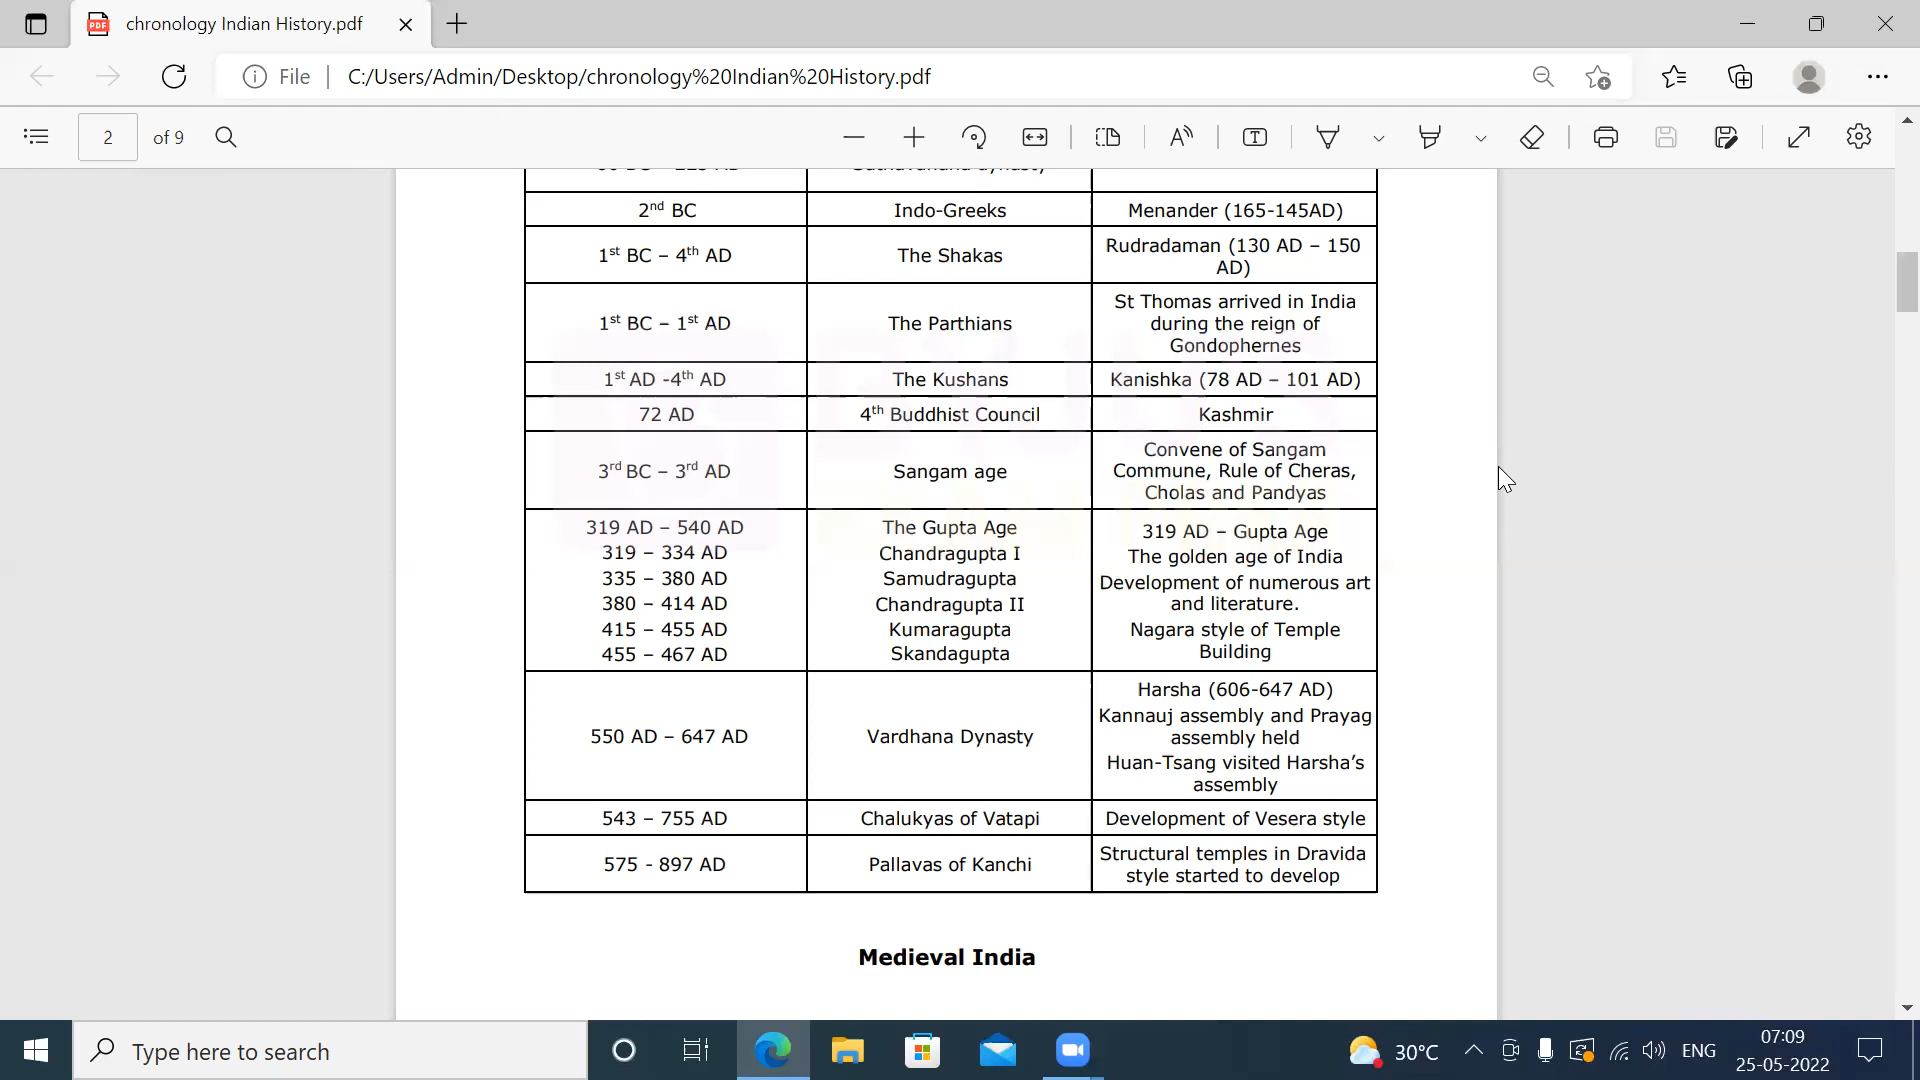 chronology Indian History.pdf
File
C:/Users/Admin/Desktop/chronology%20Indian%20History.pdf
2 of 9
2nd BC Indo-Greeks Menander (165-145AD)
1st BC – 4th AD The Shakas Rudradaman (130 AD – 150 AD)
1st BC – 1st AD The Parthians St Thomas arrived in India
during the reign of
Gondophernes
1st AD -4th AD The Kushans Kanishka (78 AD – 101 AD)
72 AD 4th Buddhist Council Kashmir
3rd BC – 3rd AD Sangam age Convene of Sangam
Commune, Rule of Cheras,
Cholas and Pandyas
319 AD – 540 AD The Gupta Age 319 AD – Gupta Age
319 – 334 AD Chandragupta I The golden age of India
335 – 380 AD Samudragupta Development of numerous art
380 – 414 AD Chandragupta II and literature.
415 – 455 AD Kumaragupta Nagara style of Temple
455 – 467 AD Skandagupta Building
Harsha (606-647 AD)
Kannauj assembly and Prayag
550 AD – 647 AD Vardhana Dynasty assembly held
Huan-Tsang visited Harsha’s
assembly
543 – 755 AD Chalukyas of Vatapi Development of Vesera style
575 - 897 AD Pallavas of Kanchi Structural temples in Dravida
style started to develop
Medieval India
Type here to search
30°C
ENG
07:09
25-05-2022